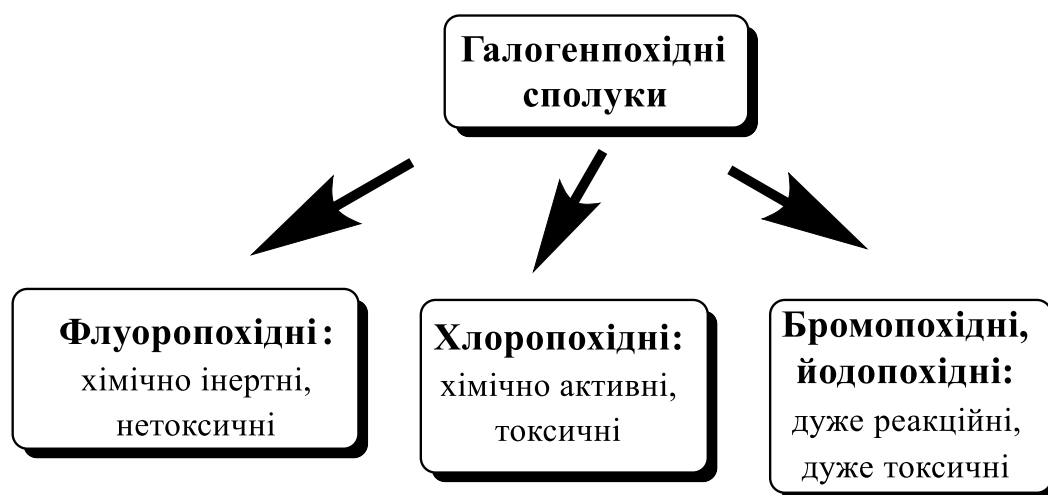 Галогенпохідні
сполуки
Флуоропохідні:
хімічно інертні,
нетоксичні
Хлоропохідні:
хімічно активні,
токсичні
Бромопохідні,
йодопохідні:
дуже реакційні,
дуже токсичні